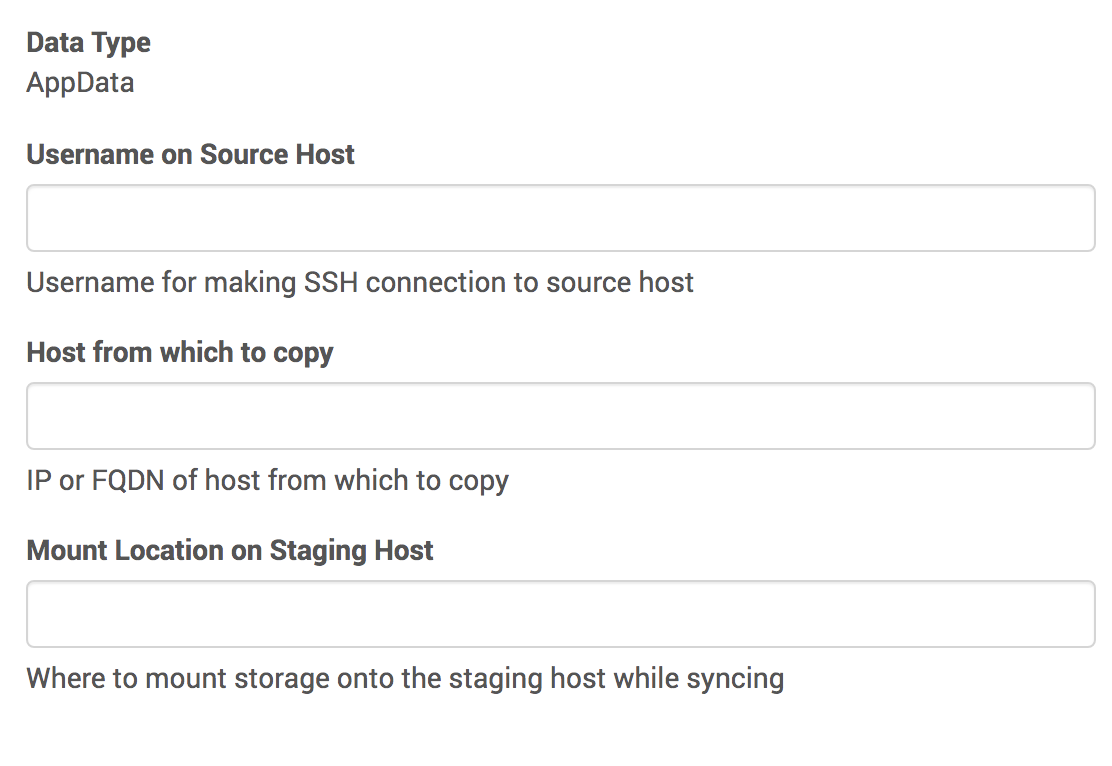 Data Type
AppData
Username on Source Host
Username for making SSH connection to source host
Host from which to copy
IP or FQDN of host from which to copy
Mount Location on Staging Host
Where to mount storage onto the staging host while syncing